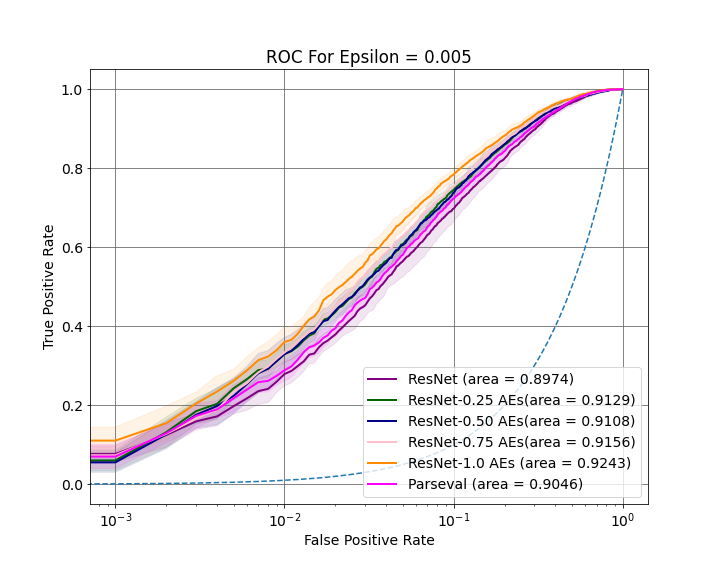 ROC For Epsilon = 0.005
True Positive Rate
1.0
0.8
0.6
0.4
0.2
0.0
ResNet (area = 0.8974)
ResNet-0.25 AEs(area = 0.9129)
ResNet-0.50 AEs(area = 0.9108)
ResNet-0.75 AEs(area = 0.9156)
ResNet-1.0 AEs (area = 0.9243)
Parseval (area = 0.9046)
10⁻³ 10⁻² 10⁻¹ 10⁰
False Positive Rate